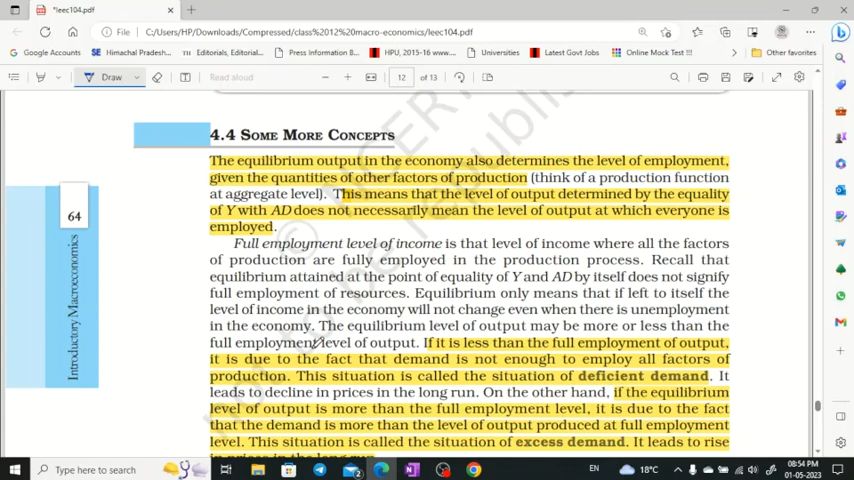 *leec104.pdf
File
C:/Users/HP/Downloads/Compressed/class%2012%20macro-economics/leec104.pdf
Google Accounts
Himachal Pradesh
TH Editorials, Editorial...
Press Information B...
HPU, 2015-16 www....
Universities
Latest Govt Jobs
Online Mock Test !!!
Other favorites
Draw
Read aloud
12 of 13
4.4 SOME MORE CONCEPTS
The equilibrium output in the economy also determines the level of employment,
given the quantities of other factors of production (think of a production function
at aggregate level). This means that the level of output determined by the equality
of Y with AD does not necessarily mean the level of output at which everyone is
employed.
Full employment level of income is that level of income where all the factors
of production are fully employed in the production process. Recall that
equilibrium attained at the point of equality of Y and AD by itself does not signify
full employment of resources. Equilibrium only means that if left to itself the
level of income in the economy will not change even when there is unemployment
in the economy. The equilibrium level of output may be more or less than the
full employment level of output. If it is less than the full employment of output,
it is due to the fact that demand is not enough to employ all factors of
production. This situation is called the situation of deficient demand. It
leads to decline in prices in the long run. On the other hand, if the equilibrium
level of output is more than the full employment level, it is due to the fact
that the demand is more than the level of output produced at full employment
level. This situation is called the situation of excess demand. It leads to rise
in prices in the long run.
64
Introductory Macroeconomics
© NCERT
not to be republish
Type here to search
2
EN
18°C
08:54 PM
01-05-2023